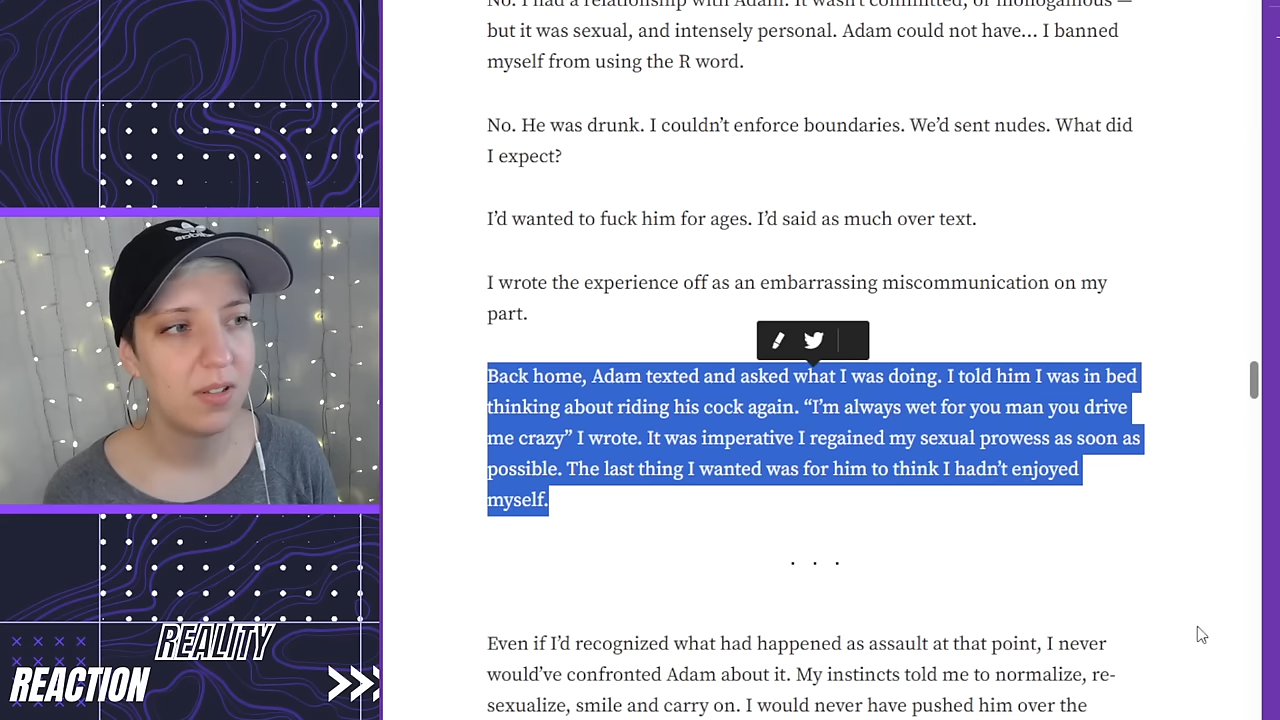 No. I had a relationship with Adam. It wasn't committed, or monogamous —
but it was sexual, and intensely personal. Adam could not have… I banned
myself from using the R word.
No. He was drunk. I couldn’t enforce boundaries. We’d sent nudes. What did
I expect?
I’d wanted to fuck him for ages. I’d said as much over text.
I wrote the experience off as an embarrassing miscommunication on my
part.
Back home, Adam texted and asked what I was doing. I told him I was in bed
thinking about riding his cock again. “I’m always wet for you man you drive
me crazy” I wrote. It was imperative I regained my sexual prowess as soon as
possible. The last thing I wanted was for him to think I hadn’t enjoyed
myself.
. . .
Even if I’d recognized what had happened as assault at that point, I never
would’ve confronted Adam about it. My instincts told me to normalize, re-
sexualize, smile and carry on. I would never have pushed him over the
REALITY
REACTION